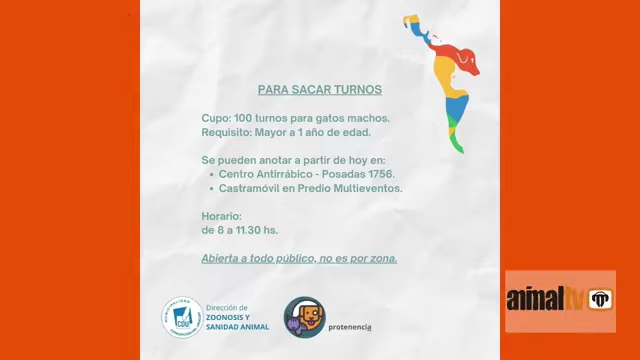 PARA SACAR TURNOS
Cupo: 100 turnos para gatos machos.
Requisito: Mayor a 1 año de edad.
Se pueden anotar a partir de hoy en:
• Centro Antirrábico - Posadas 1756.
• Castramóvil en Predio Multieventos.
Horario:
de 8 a 11.30 hs.
Abierta a todo público, no es por zona.
MUNICIPALIDAD
CDU
Dirección de
ZOONOSIS Y
SANIDAD ANIMAL
protenencia
animaltv